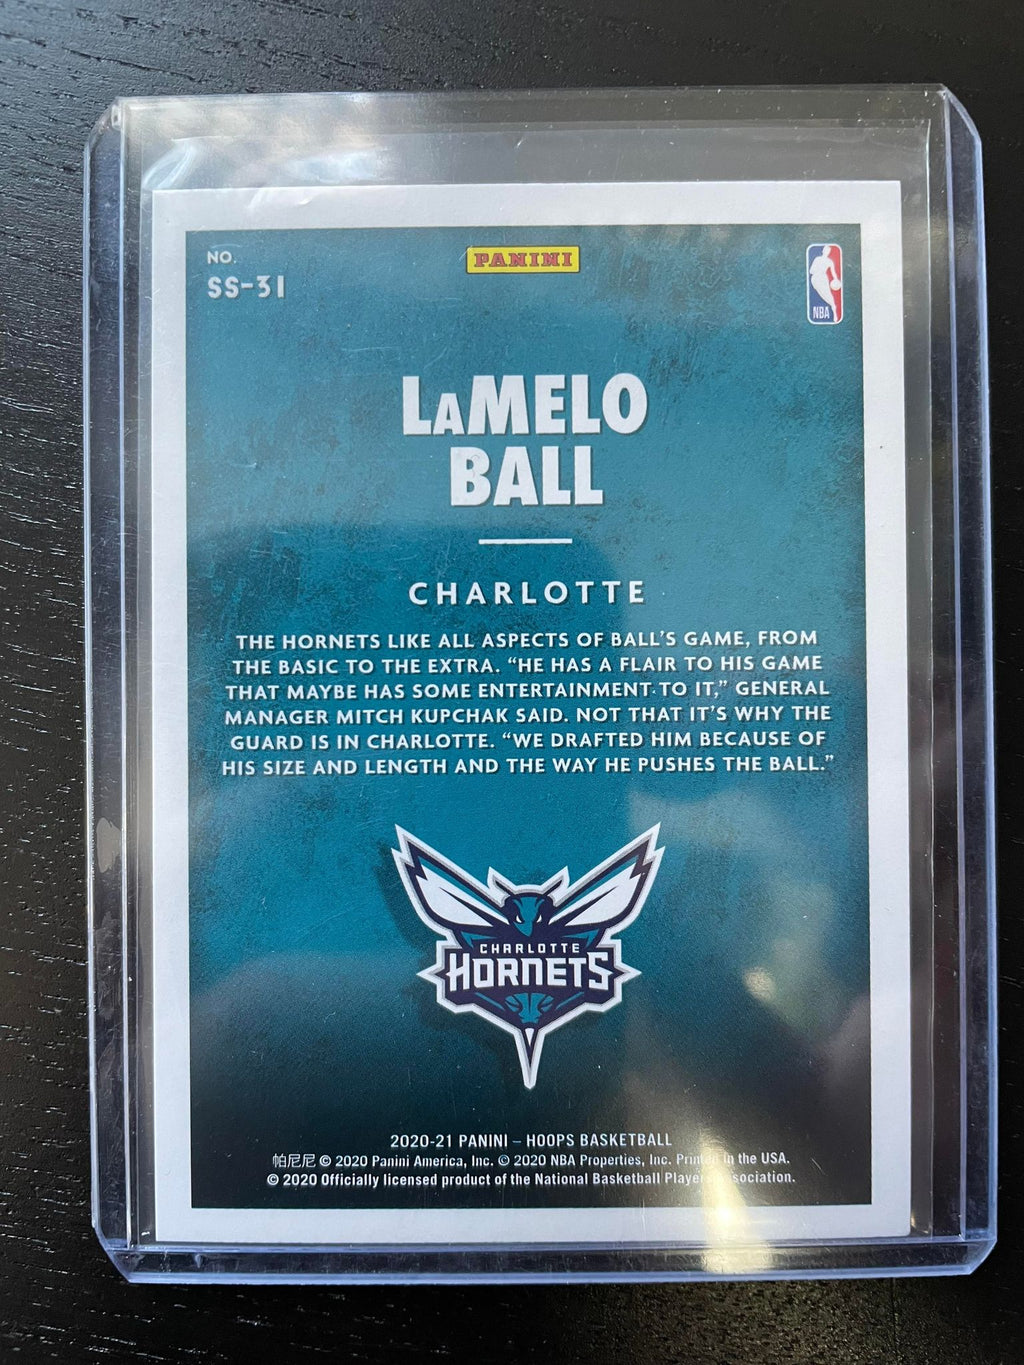 NO.
SS-31
PANINI
NBA
LaMELO
BALL
CHARLOTTE
THE HORNETS LIKE ALL ASPECTS OF BALL'S GAME, FROM
THE BASIC TO THE EXTRA. “HE HAS A FLAIR TO HIS GAME
THAT MAYBE HAS SOME ENTERTAINMENT TO IT,” GENERAL
MANAGER MITCH KUPCHAK SAID. NOT THAT IT'S WHY THE
GUARD IS IN CHARLOTTE. “WE DRAFTED HIM BECAUSE OF
HIS SIZE AND LENGTH AND THE WAY HE PUSHES THE BALL.”
CHARLOTTE
HORNETS
2020-21 PANINI – HOOPS BASKETBALL
帕尼尼 © 2020 Panini America, Inc. © 2020 NBA Properties, Inc. Printed in the USA.
© 2020 Officially licensed product of the National Basketball Players Association.